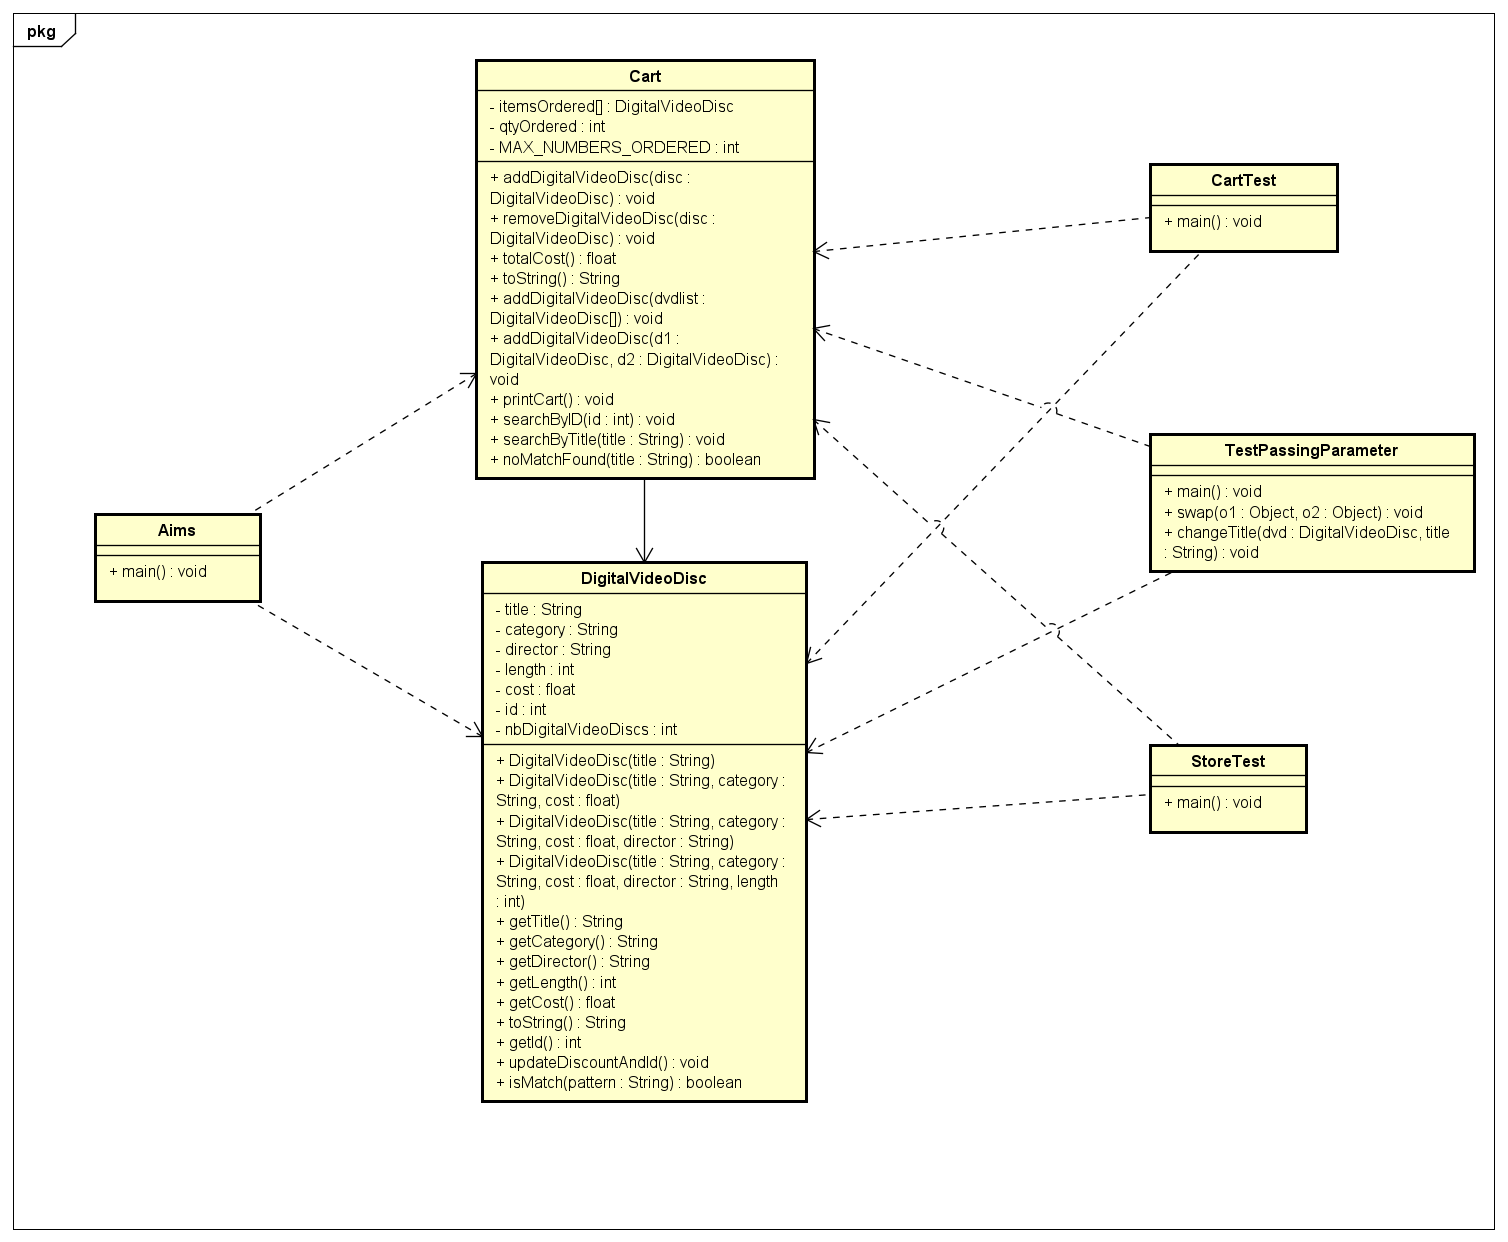 pkg
Cart
- itemsOrdered[] : DigitalVideoDisc
- qtyOrdered : int
- MAX_NUMBERS_ORDERED : int
+ addDigitalVideoDisc(disc :
DigitalVideoDisc) : void
+ removeDigitalVideoDisc(disc :
DigitalVideoDisc) : void
+ totalCost() : float
+ toString() : String
+ addDigitalVideoDisc(dvdlist :
DigitalVideoDisc[]) : void
+ addDigitalVideoDisc(d1 :
DigitalVideoDisc, d2 : DigitalVideoDisc) :
void
+ printCart() : void
+ searchByID(id : int) : void
+ searchByTitle(title : String) : void
+ noMatchFound(title : String) : boolean
CartTest
+ main() : void
TestPassingParameter
+ main() : void
+ swap(o1 : Object, o2 : Object) : void
+ changeTitle(dvd : DigitalVideoDisc, title
: String) : void
Aims
+ main() : void
DigitalVideoDisc
- title : String
- category : String
- director : String
- length : int
- cost : float
- id : int
- nbDigitalVideoDiscs : int
+ DigitalVideoDisc(title : String)
+ DigitalVideoDisc(title : String, category :
String, cost : float)
+ DigitalVideoDisc(title : String, category :
String, cost : float, director : String)
+ DigitalVideoDisc(title : String, category :
String, cost : float, director : String, length
: int)
+ getTitle() : String
+ getCategory() : String
+ getDirector() : String
+ getLength() : int
+ getCost() : float
+ toString() : String
+ getId() : int
+ updateDiscountAndId() : void
+ isMatch(pattern : String) : boolean
StoreTest
+ main() : void